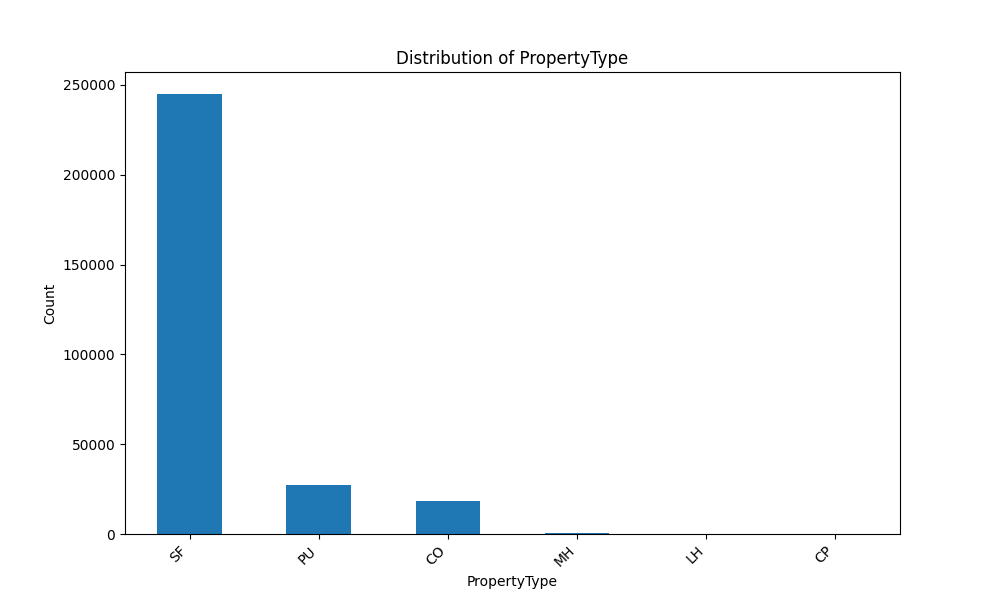 Distribution of PropertyType
250000
200000
150000
100000
50000
0
Count
SF
PU
CO
MH
LH
CP
PropertyType